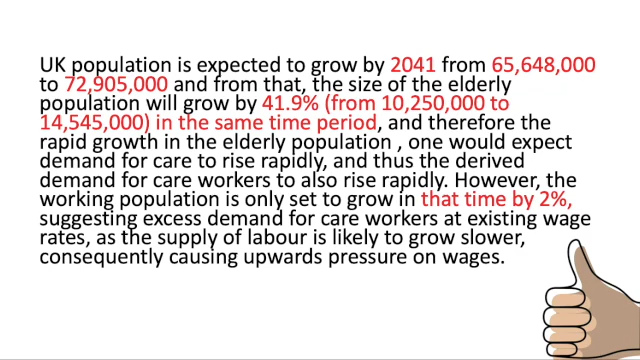 UK population is expected to grow by 2041 from 65,648,000
to 72,905,000 and from that, the size of the elderly
population will grow by 41.9% (from 10,250,000 to
14,545,000) in the same time period, and therefore the
rapid growth in the elderly population , one would expect
demand for care to rise rapidly, and thus the derived
demand for care workers to also rise rapidly. However, the
working population is only set to grow in that time by 2%,
suggesting excess demand for care workers at existing wage
rates, as the supply of labour is likely to grow slower,
consequently causing upwards pressure on wages.